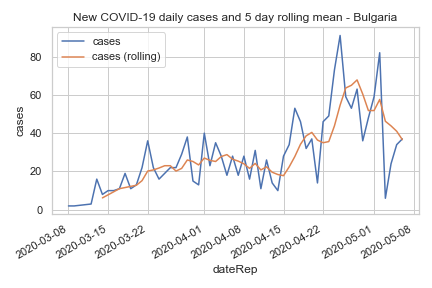 New COVID-19 daily cases and 5 day rolling mean - Bulgaria
cases
cases (rolling)
80
60
40
20
0
cases
2020-03-08
2020-03-15
2020-03-22
2020-04-01
2020-04-08
2020-04-15
2020-04-22
2020-05-01
2020-05-08
dateRep